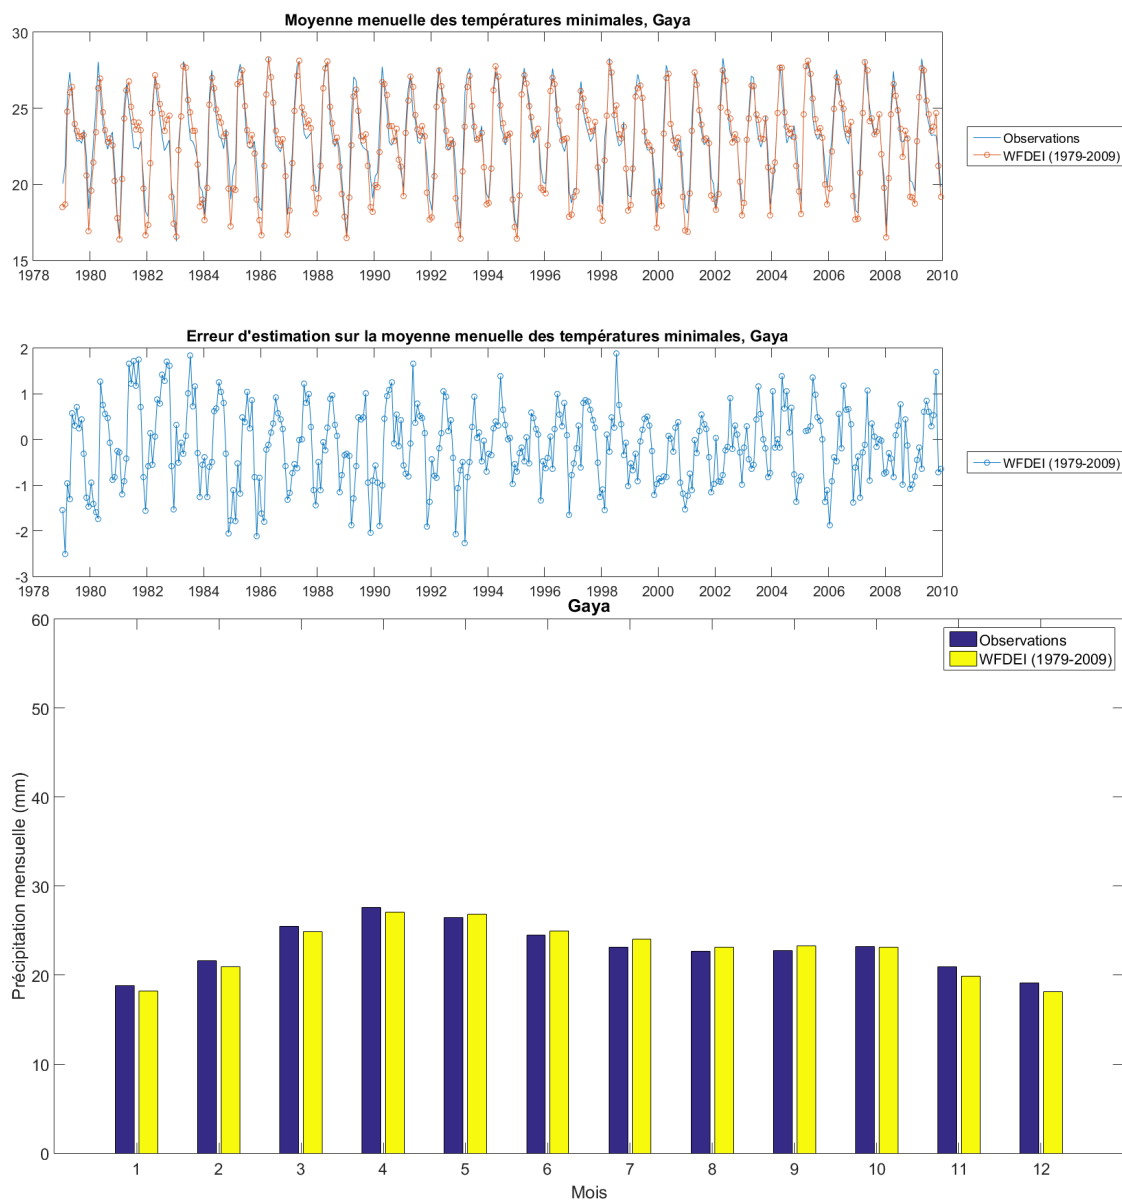 Moyenne menuelle des températures minimales, Gaya
30
25
20
15
1978 1980 1982 1984 1986 1988 1990 1992 1994 1996 1998 2000 2002 2004 2006 2008 2010
Observations
WFDEI (1979-2009)
Erreur d'estimation sur la moyenne menuelle des températures minimales, Gaya
2
1
0
-1
-2
-3
1978 1980 1982 1984 1986 1988 1990 1992 1994 1996 1998 2000 2002 2004 2006 2008 2010
WFDEI (1979-2009)
Gaya
60
50
40
30
20
10
0
Précipitation mensuelle (mm)
Observations
WFDEI (1979-2009)
1 2 3 4 5 6 7 8 9 10 11 12
Mois